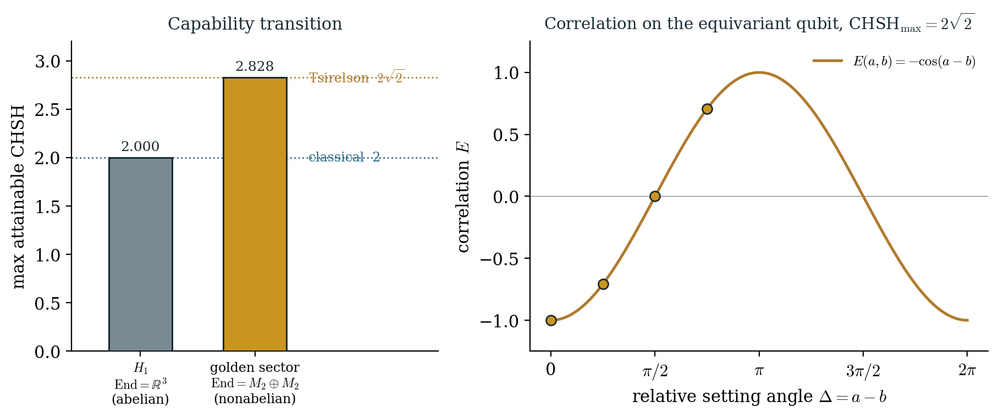 Capability transition
max attainable CHSH
3.0
2.5
2.0
1.5
1.0
0.5
0.0
2.000
2.828
Tsirelson 2√2
classical 2
H₁
End = ℝ³
(abelian)
golden sector
End = M₂ ⊕ M₂
(nonabelian)
Correlation on the equivariant qubit, CHSHₘₐₓ = 2√2
E(a, b) = −cos(a − b)
correlation E
1.0
0.5
0.0
−0.5
−1.0
0
π/2
π
3π/2
2π
relative setting angle Δ = a − b